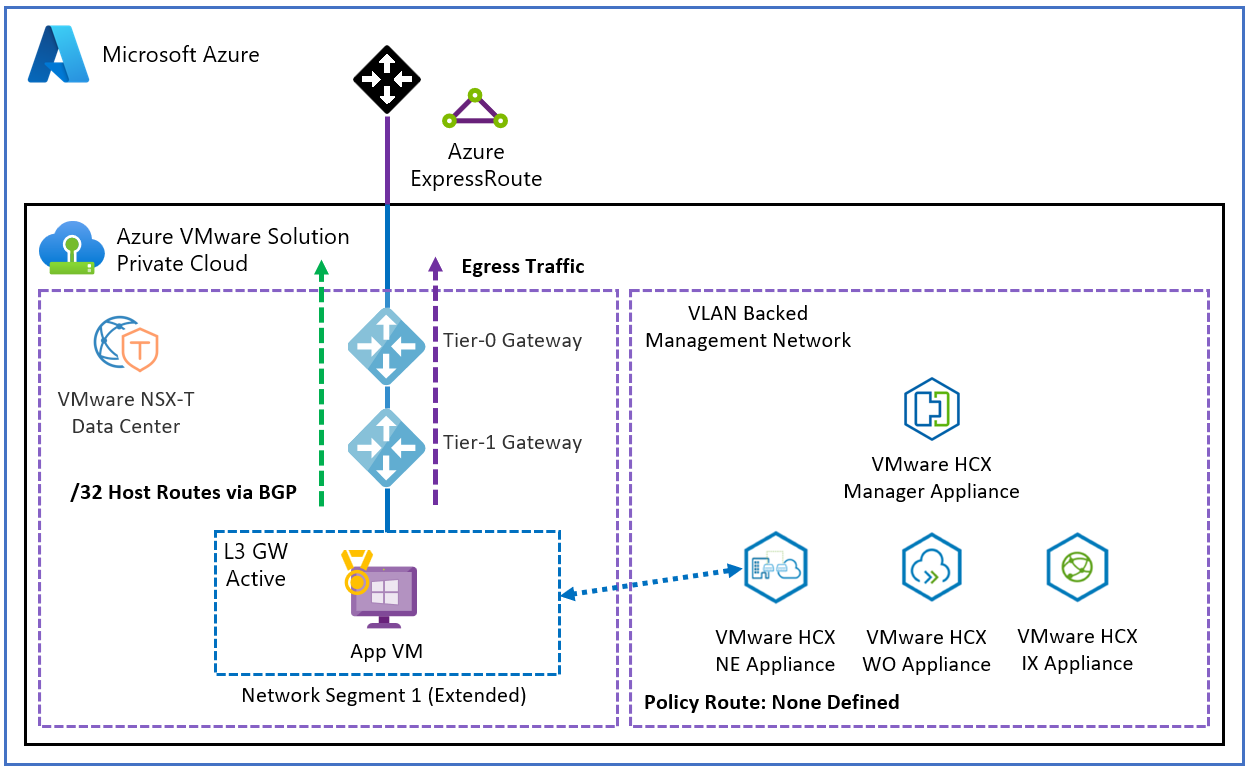 Microsoft Azure
Azure
ExpressRoute
Azure VMware Solution
Private Cloud
Egress Traffic
VMware NSX-T
Data Center
Tier-0 Gateway
Tier-1 Gateway
/32 Host Routes via BGP
L3 GW
Active
App VM
Network Segment 1 (Extended)
VLAN Backed
Management Network
VMware HCX
Manager Appliance
VMware HCX
NE Appliance
VMware HCX
WO Appliance
VMware HCX
IX Appliance
Policy Route: None Defined